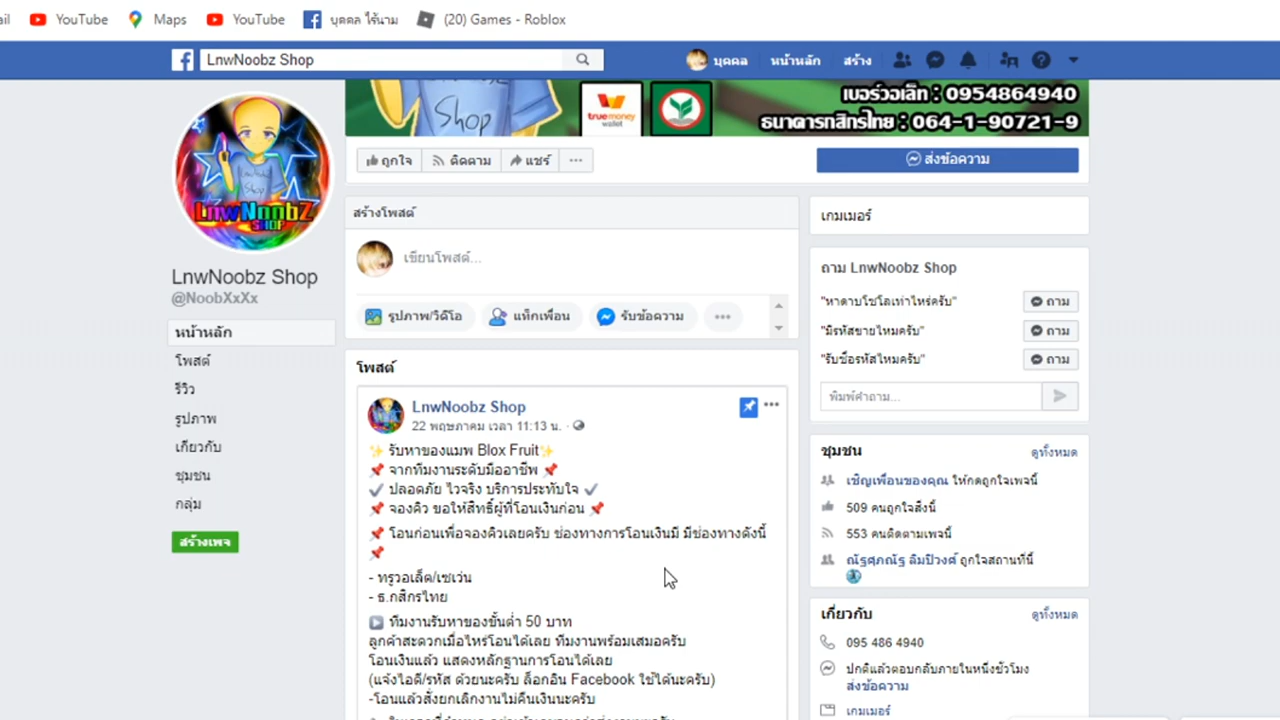 ail YouTube Maps YouTube บุคคล ไร้นาม (20) Games - Roblox
LnwNoobz Shop บุคคล หน้าหลัก สร้าง
Shop
truemoney
wallet
เบอร์วอเล็ท : 0954864940
ธนาคารกสิกรไทย : 064-1-90721-9
LnwNoobZ
SHOP
ถูกใจ ติดตาม แชร์ ... ส่งข้อความ
LnwNoobz Shop
@NoobXxXx
หน้าหลัก
โพสต์
รีวิว
รูปภาพ
เกี่ยวกับ
ชุมชน
กลุ่ม
สร้างเพจ
สร้างโพสต์
เขียนโพสต์...
รูปภาพ/วิดีโอ แท็กเพื่อน รับข้อความ ...
โพสต์
LnwNoobz Shop
22 พฤษภาคม เวลา 11:13 น. ·
✨ รับหาของแมพ Blox Fruit✨
📌 จากทีมงานระดับมืออาชีพ 📌
✔ ปลอดภัย ไวจริง บริการประทับใจ ✔
📌 จองคิว ขอให้สิทธิ์ผู้ที่โอนเงินก่อน 📌
📌 โอนก่อนเพื่อจองคิวเลยครับ ช่องทางการโอนเงินมี มีช่องทางดังนี้
📌
- ทรูวอเล็ต/เซเว่น
- ธ.กสิกรไทย
▶ ทีมงานรับหาของขั้นต่ำ 50 บาท
ลูกค้าสะดวกเมื่อไหร่โอนได้เลย ทีมงานพร้อมเสมอครับ
โอนเงินแล้ว แสดงหลักฐานการโอนได้เลย
(แจ้งไอดี/รหัส ด้วยนะครับ ล็อกอิน Facebook ใช้ได้นะครับ)
-โอนแล้วสั่งยกเลิกงานไม่คืนเงินนะครับ
เกมเมอร์
ถาม LnwNoobz Shop
"หาดาบโซโลเท่าไหร่ครับ" ถาม
"มีรหัสขายไหมครับ" ถาม
"รับซื้อรหัสไหมครับ" ถาม
พิมพ์คำถาม...
ชุมชน ดูทั้งหมด
เชิญเพื่อนของคุณ ให้กดถูกใจเพจนี้
509 คนถูกใจสิ่งนี้
553 คนติดตามเพจนี้
ณัฐศุภณัฐ ลิมปิวงศ์ ถูกใจสถานที่นี้
เกี่ยวกับ ดูทั้งหมด
095 486 4940
ปกติแล้วตอบกลับภายในหนึ่งชั่วโมง
ส่งข้อความ
เกมเมอร์